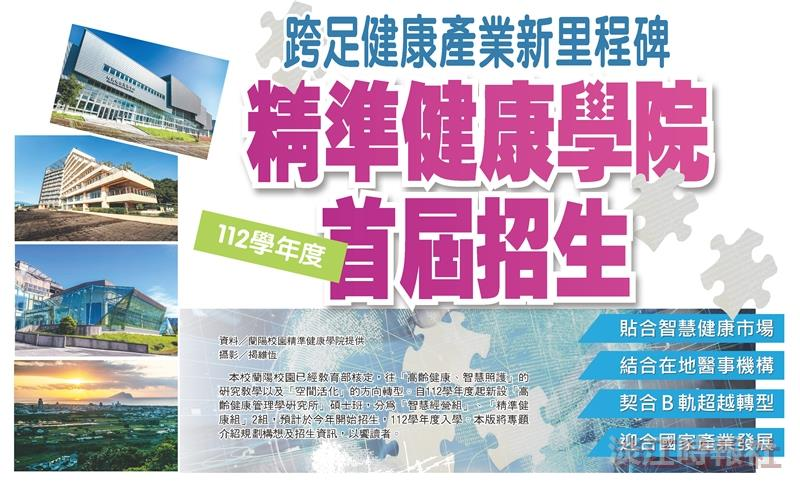 跨足健康產業新里程碑
精準健康學院
112學年度
首屆招生
資料／蘭陽校園精準健康學院提供
攝影／揭維恆
本校蘭陽校園已經教育部核定，往「高齡健康、智慧照護」的
研究教學以及「空間活化」的方向轉型。自112學年度起新設「高
齡健康管理學研究所」碩士班，分為「智慧經營組」、「精準健
康組」2組，預計於今年開始招生，112學年度入學。本版將專題
介紹規劃構想及招生資訊，以饗讀者。
貼合智慧健康市場
結合在地醫事機構
契合B軌超越轉型
迎合國家產業發展
淡江時報社